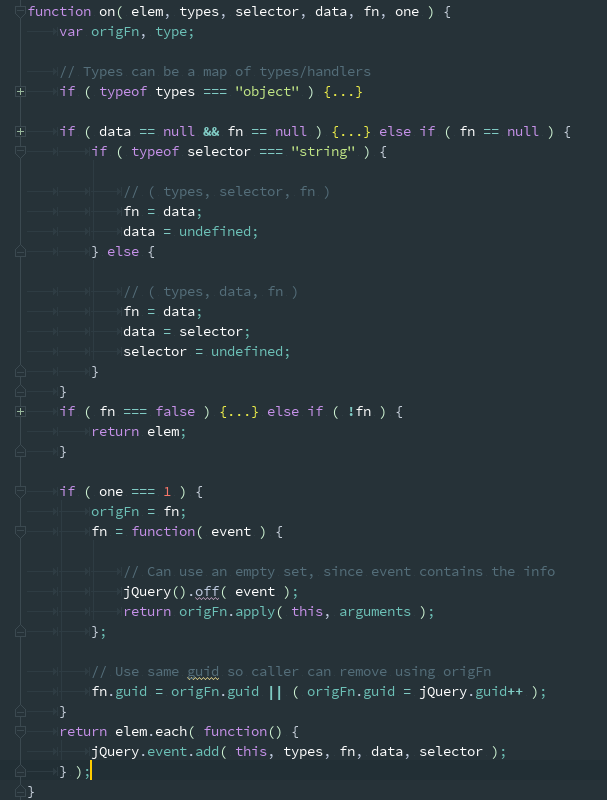 function on( elem, types, selector, data, fn, one ) {
    var origFn, type;

    // Types can be a map of types/handlers
    if ( typeof types === "object" ) {...}

    if ( data == null && fn == null ) {...} else if ( fn == null ) {
        if ( typeof selector === "string" ) {

            // ( types, selector, fn )
            fn = data;
            data = undefined;
        } else {

            // ( types, data, fn )
            fn = data;
            data = selector;
            selector = undefined;
        }
    }
    if ( fn === false ) {...} else if ( !fn ) {
        return elem;
    }

    if ( one === 1 ) {
        origFn = fn;
        fn = function( event ) {

            // Can use an empty set, since event contains the info
            jQuery().off( event );
            return origFn.apply( this, arguments );
        };

        // Use same guid so caller can remove using origFn
        fn.guid = origFn.guid || ( origFn.guid = jQuery.guid++ );
    }
    return elem.each( function() {
        jQuery.event.add( this, types, fn, data, selector );
    } );
}